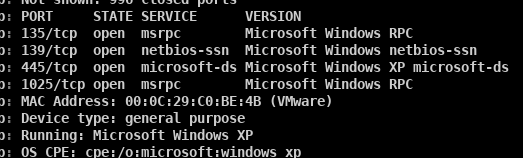 p: Not shown: 996 closed ports
p: PORT STATE SERVICE VERSION
p: 135/tcp open msrpc Microsoft Windows RPC
p: 139/tcp open netbios-ssn Microsoft Windows netbios-ssn
p: 445/tcp open microsoft-ds Microsoft Windows XP microsoft-ds
p: 1025/tcp open msrpc Microsoft Windows RPC
p: MAC Address: 00:0C:29:C0:BE:4B (VMware)
p: Device type: general purpose
p: Running: Microsoft Windows XP
p: OS CPE: cpe:/o:microsoft:windows_xp